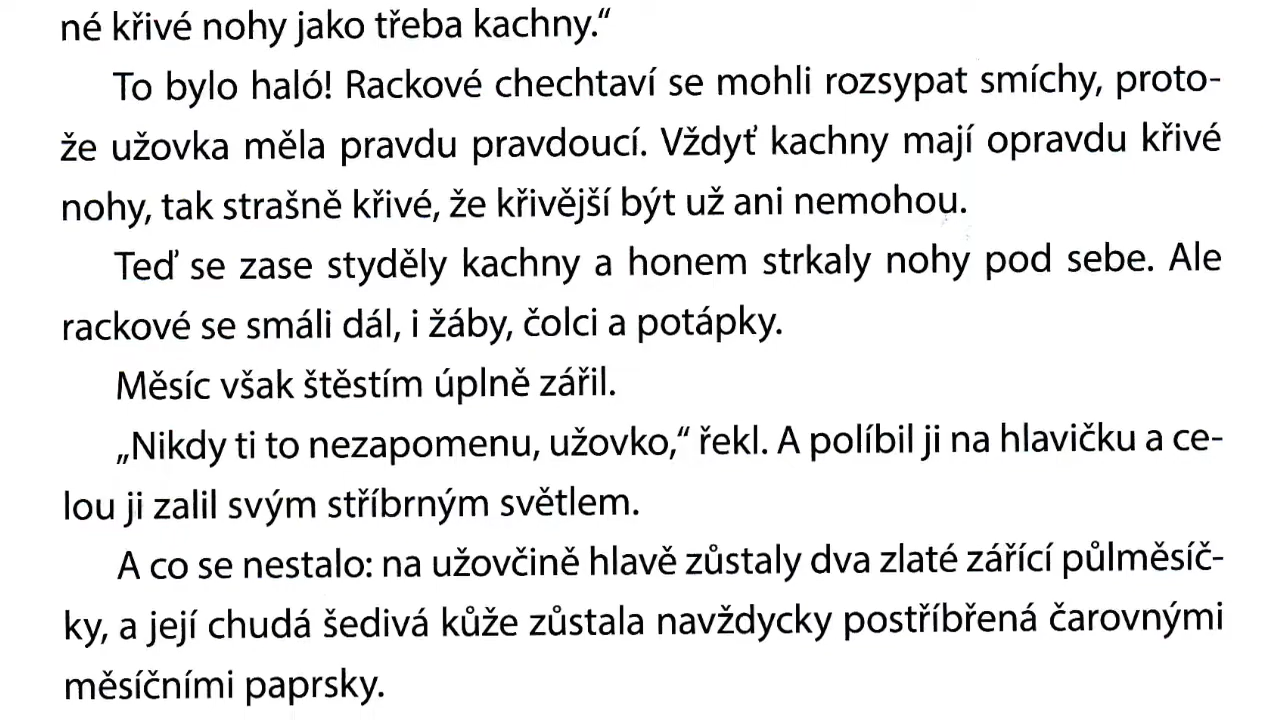 né křivé nohy jako třeba kachny.“
To bylo haló! Rackové chechtaví se mohli rozsypat smíchy, proto-
že užovka měla pravdu pravdoucí. Vždyť kachny mají opravdu křivé
nohy, tak strašně křivé, že křivější být už ani nemohou.
Teď se zase styděly kachny a honem strkaly nohy pod sebe. Ale
rackové se smáli dál, i žáby, čolci a potápky.
Měsíc však štěstím úplně zářil.
„Nikdy ti to nezapomenu, užovko,“ řekl. A políbil ji na hlavičku a ce-
lou ji zalil svým stříbrným světlem.
A co se nestalo: na užovčině hlavě zůstaly dva zlaté zářící půlměsíč-
ky, a její chudá šedivá kůže zůstala navždycky postříbřená čarovnými
měsíčními paprsky.